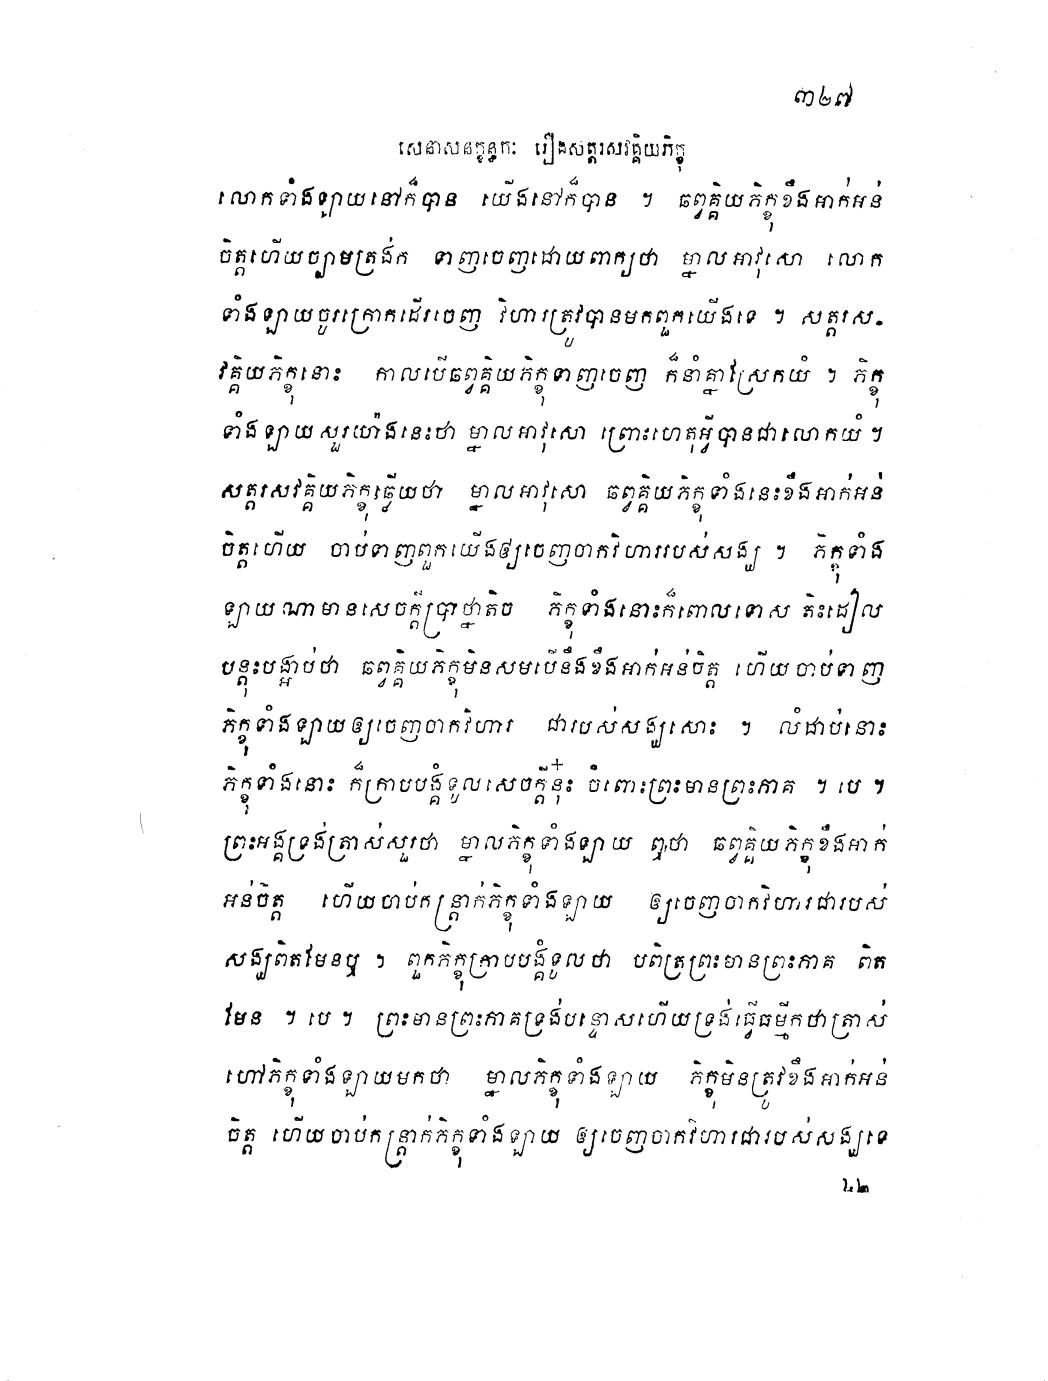 ៣២៧
សេនាសនក្ខន្ធកៈ រឿងសត្តរសវគ្គិយភិក្ខុ
លោកទាំងឡាយនៅក៏បាន យើងនៅក៏បាន ។ ឆព្វគ្គិយភិក្ខុខឹងអាក់អន់
ចិត្តហើយច្បាមត្រង់ក ទាញចេញដោយពាក្យថា ម្នាលអាវុសោ លោក
ទាំងឡាយចូរក្រោកដើរចេញ វិហារត្រូវបានមកពួកយើងទេ ។ សត្តរស-
វគ្គិយភិក្ខុនោះ កាលបើឆព្វគ្គិយភិក្ខុទាញចេញ ក៏នាំគ្នាស្រែកយំ ។ ភិក្ខុ
ទាំងឡាយសួរយ៉ាងនេះថា ម្នាលអាវុសោ ព្រោះហេតុអ្វីបានជាលោកយំ ។
សត្តរសវគ្គិយភិក្ខុឆ្លើយថា ម្នាលអាវុសោ ឆព្វគ្គិយភិក្ខុទាំងនេះខឹងអាក់អន់
ចិត្តហើយ ចាប់ទាញពួកយើងឲ្យចេញចាកវិហាររបស់សង្ឃ ។ ភិក្ខុទាំង
ឡាយណាមានសេចក្តីប្រាថ្នាតិច ភិក្ខុទាំងនោះក៏ពោលទោស តិះដៀល
បន្តុះបង្អាប់ថា ឆព្វគ្គិយភិក្ខុមិនសមបើនឹងខឹងអាក់អន់ចិត្ត ហើយចាប់ទាញ
ភិក្ខុទាំងឡាយឲ្យចេញចាកវិហារ ជារបស់សង្ឃសោះ ។ លំដាប់នោះ
ភិក្ខុទាំងនោះ ក៏ក្រាបបង្គំទូលសេចក្តីនុ៎ះ ចំពោះព្រះមានព្រះភាគ ។ បេ ។
ព្រះអង្គទ្រង់ត្រាស់សួរថា ម្នាលភិក្ខុទាំងឡាយ ឮថា ឆព្វគ្គិយភិក្ខុខឹងអាក់
អន់ចិត្ត ហើយចាប់កន្ត្រាក់ភិក្ខុទាំងឡាយ ឲ្យចេញចាកវិហារជារបស់
សង្ឃពិតមែនឬ ។ ពួកភិក្ខុក្រាបបង្គំទូលថា បពិត្រព្រះមានព្រះភាគ ពិត
មែន ។ បេ ។ ព្រះមានព្រះភាគទ្រង់បន្ទោសហើយទ្រង់ធ្វើធម្មីកថាត្រាស់
ហៅភិក្ខុទាំងឡាយមកថា ម្នាលភិក្ខុទាំងឡាយ ភិក្ខុមិនត្រូវខឹងអាក់អន់
ចិត្ត ហើយចាប់កន្ត្រាក់ភិក្ខុទាំងឡាយ ឲ្យចេញចាកវិហារជារបស់សង្ឃទេ